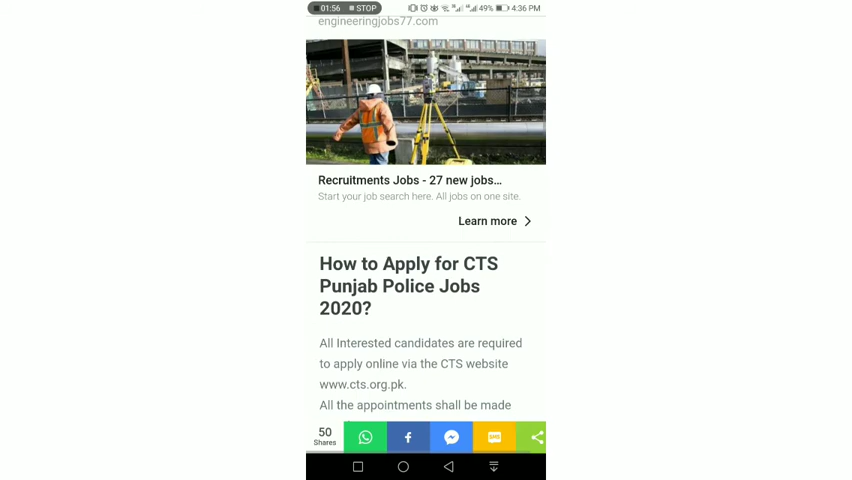 01:56 STOP 49% 4:36 PM
engineeringjobs77.com
Recruitments Jobs - 27 new jobs...
Start your job search here. All jobs on one site.
Learn more
How to Apply for CTS
Punjab Police Jobs
2020?
All Interested candidates are required
to apply online via the CTS website
www.cts.org.pk.
All the appointments shall be made
50
Shares
SMS